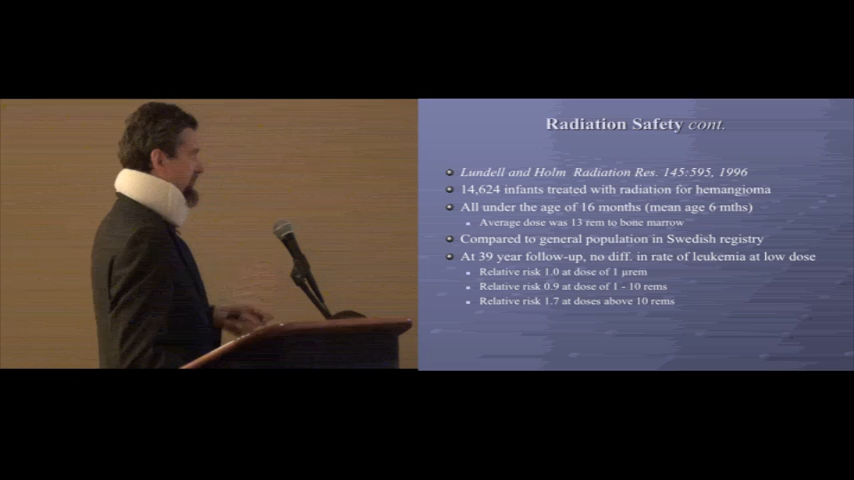 Radiation Safety cont.
Lundell and Holm Radiation Res. 145:595, 1996
14,624 infants treated with radiation for hemangioma
All under the age of 16 months (mean age 6 mths)
Average dose was 13 rem to bone marrow
Compared to general population in Swedish registry
At 39 year follow-up, no diff. in rate of leukemia at low dose
Relative risk 1.0 at dose of 1 µrem
Relative risk 0.9 at dose of 1 - 10 rems
Relative risk 1.7 at doses above 10 rems